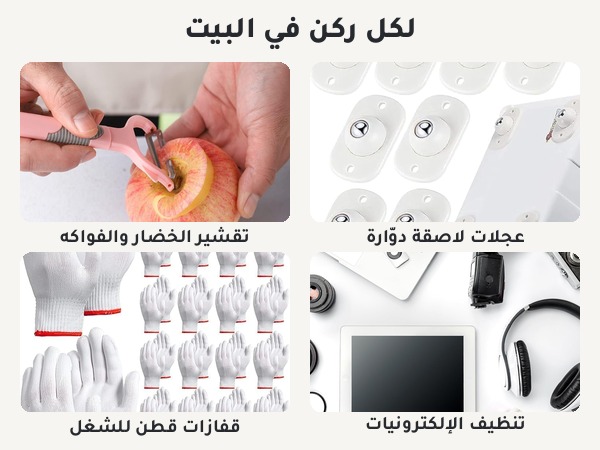 لكل ركن في البيت
عجلات لاصقة دوّارة
تقشير الخضار والفواكه
تنظيف الإلكترونيات
قفازات قطن للشغل